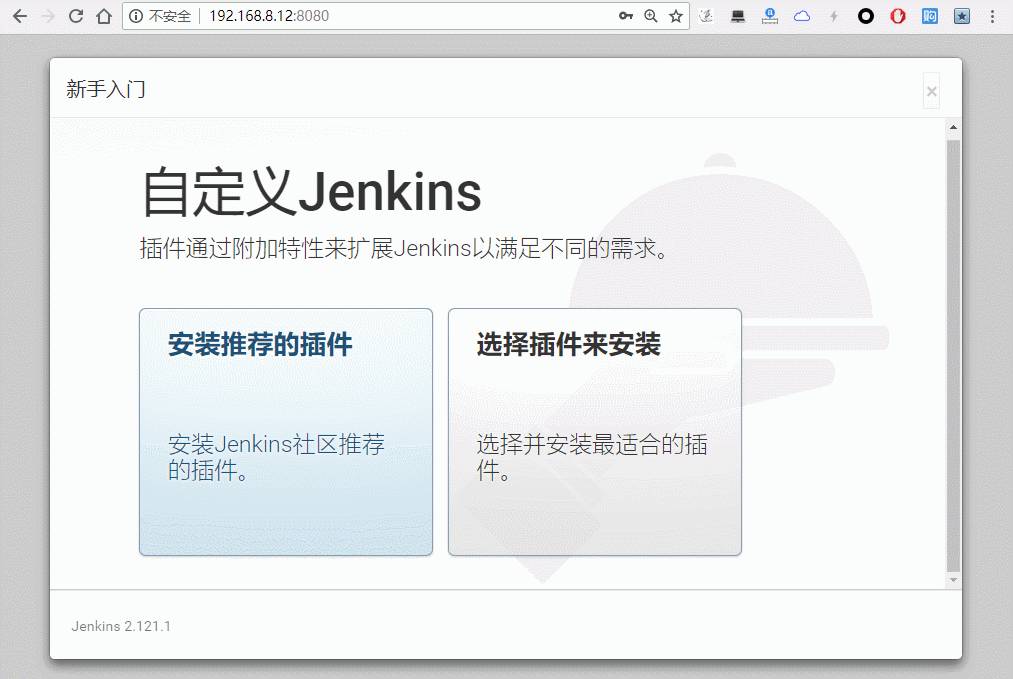 不安全 192.168.8.12:8080
新手入门
×
自定义Jenkins
插件通过附加特性来扩展Jenkins以满足不同的需求。
安装推荐的插件
安装Jenkins社区推荐
的插件。
选择插件来安装
选择并安装最适合的插
件。
Jenkins 2.121.1